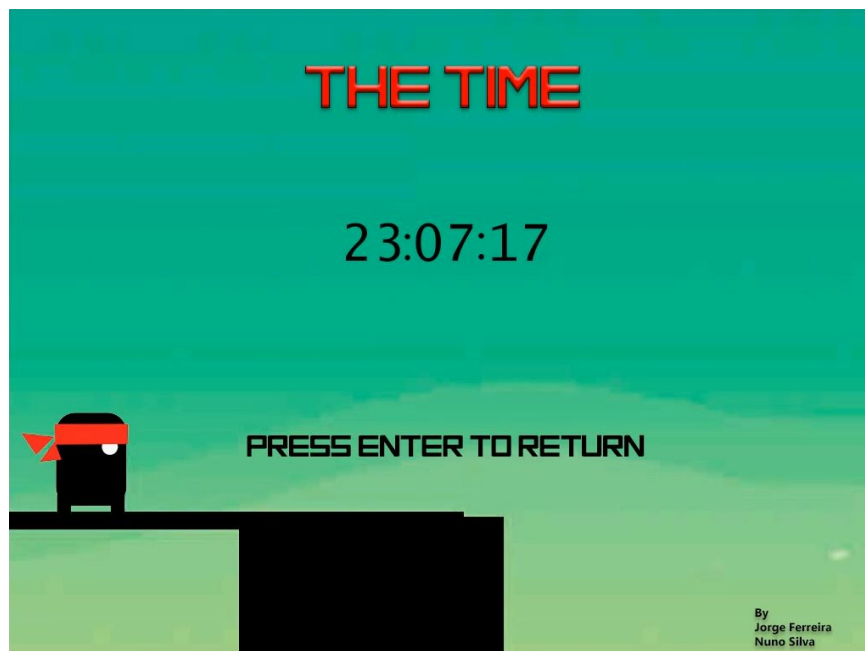 THE TIME
23:07:17
PRESS ENTER TO RETURN
By
Jorge Ferreira
Nuno Silva